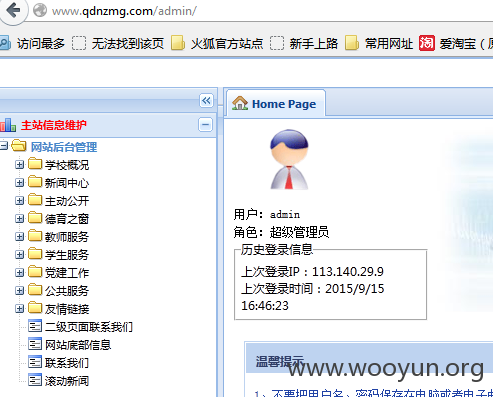 www.qdnzmg.com/admin/
访问最多 无法找到该页 火狐官方站点 新手上路 常用网址 淘 爱淘宝
主站信息维护
网站后台管理
学校概况
新闻中心
主动公开
德育之窗
教师服务
学生服务
党建工作
公共服务
友情链接
二级页面联系我们
网站底部信息
联系我们
滚动新闻
Home Page
用户：admin
角色：超级管理员
历史登录信息
上次登录IP：113.140.29.9
上次登录时间：2015/9/15
16:46:23
温馨提示
www.wooyun.org
1、不要把用户名、密码保存在电脑或者电子